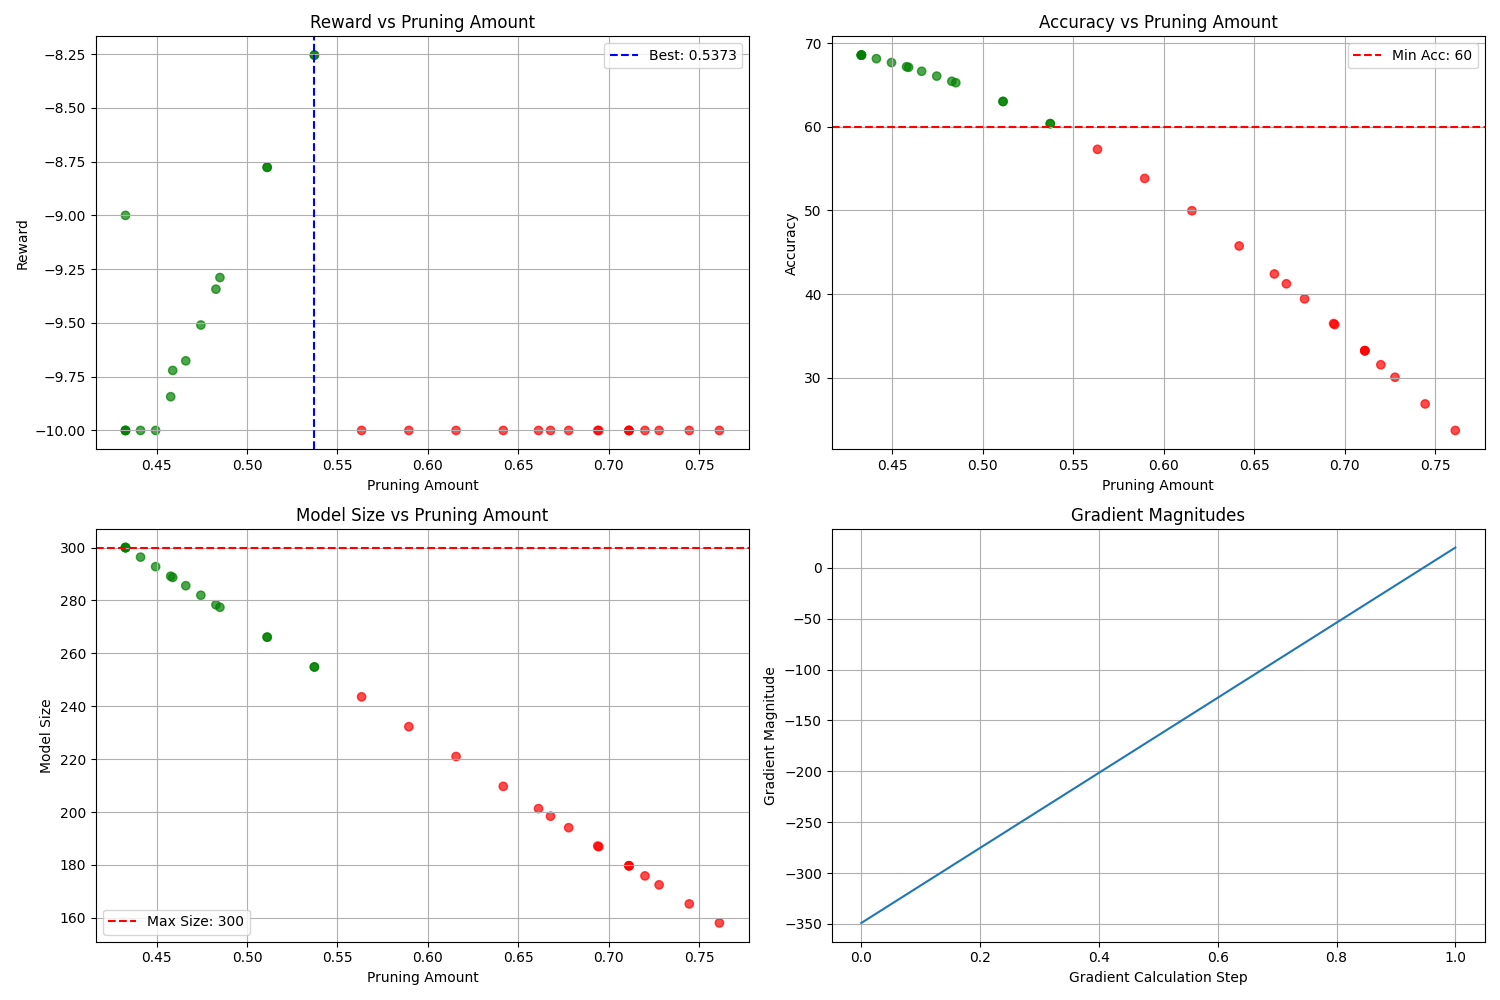 Reward vs Pruning Amount
Reward
−8.25
−8.50
−8.75
−9.00
−9.25
−9.50
−9.75
−10.00
Best: 0.5373
0.45 0.50 0.55 0.60 0.65 0.70 0.75
Pruning Amount
Accuracy vs Pruning Amount
Accuracy
70
60
50
40
30
Min Acc: 60
0.45 0.50 0.55 0.60 0.65 0.70 0.75
Pruning Amount
Model Size vs Pruning Amount
Model Size
300
280
260
240
220
200
180
160
Max Size: 300
0.45 0.50 0.55 0.60 0.65 0.70 0.75
Pruning Amount
Gradient Magnitudes
Gradient Magnitude
0
−50
−100
−150
−200
−250
−300
−350
0.0 0.2 0.4 0.6 0.8 1.0
Gradient Calculation Step